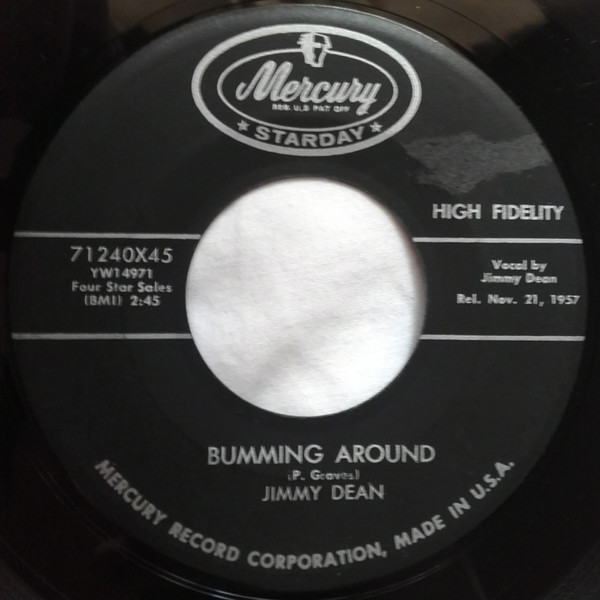 Mercury
REG. U.S. PAT. OFF.
★ STARDAY ★
HIGH FIDELITY
71240X45
YW14971
Four Star Sales
(BMI) 2:45
Vocal by
Jimmy Dean
Rel. Nov. 21, 1957
BUMMING AROUND
(P. Graves)
JIMMY DEAN
MERCURY RECORD CORPORATION, MADE IN U.S.A.